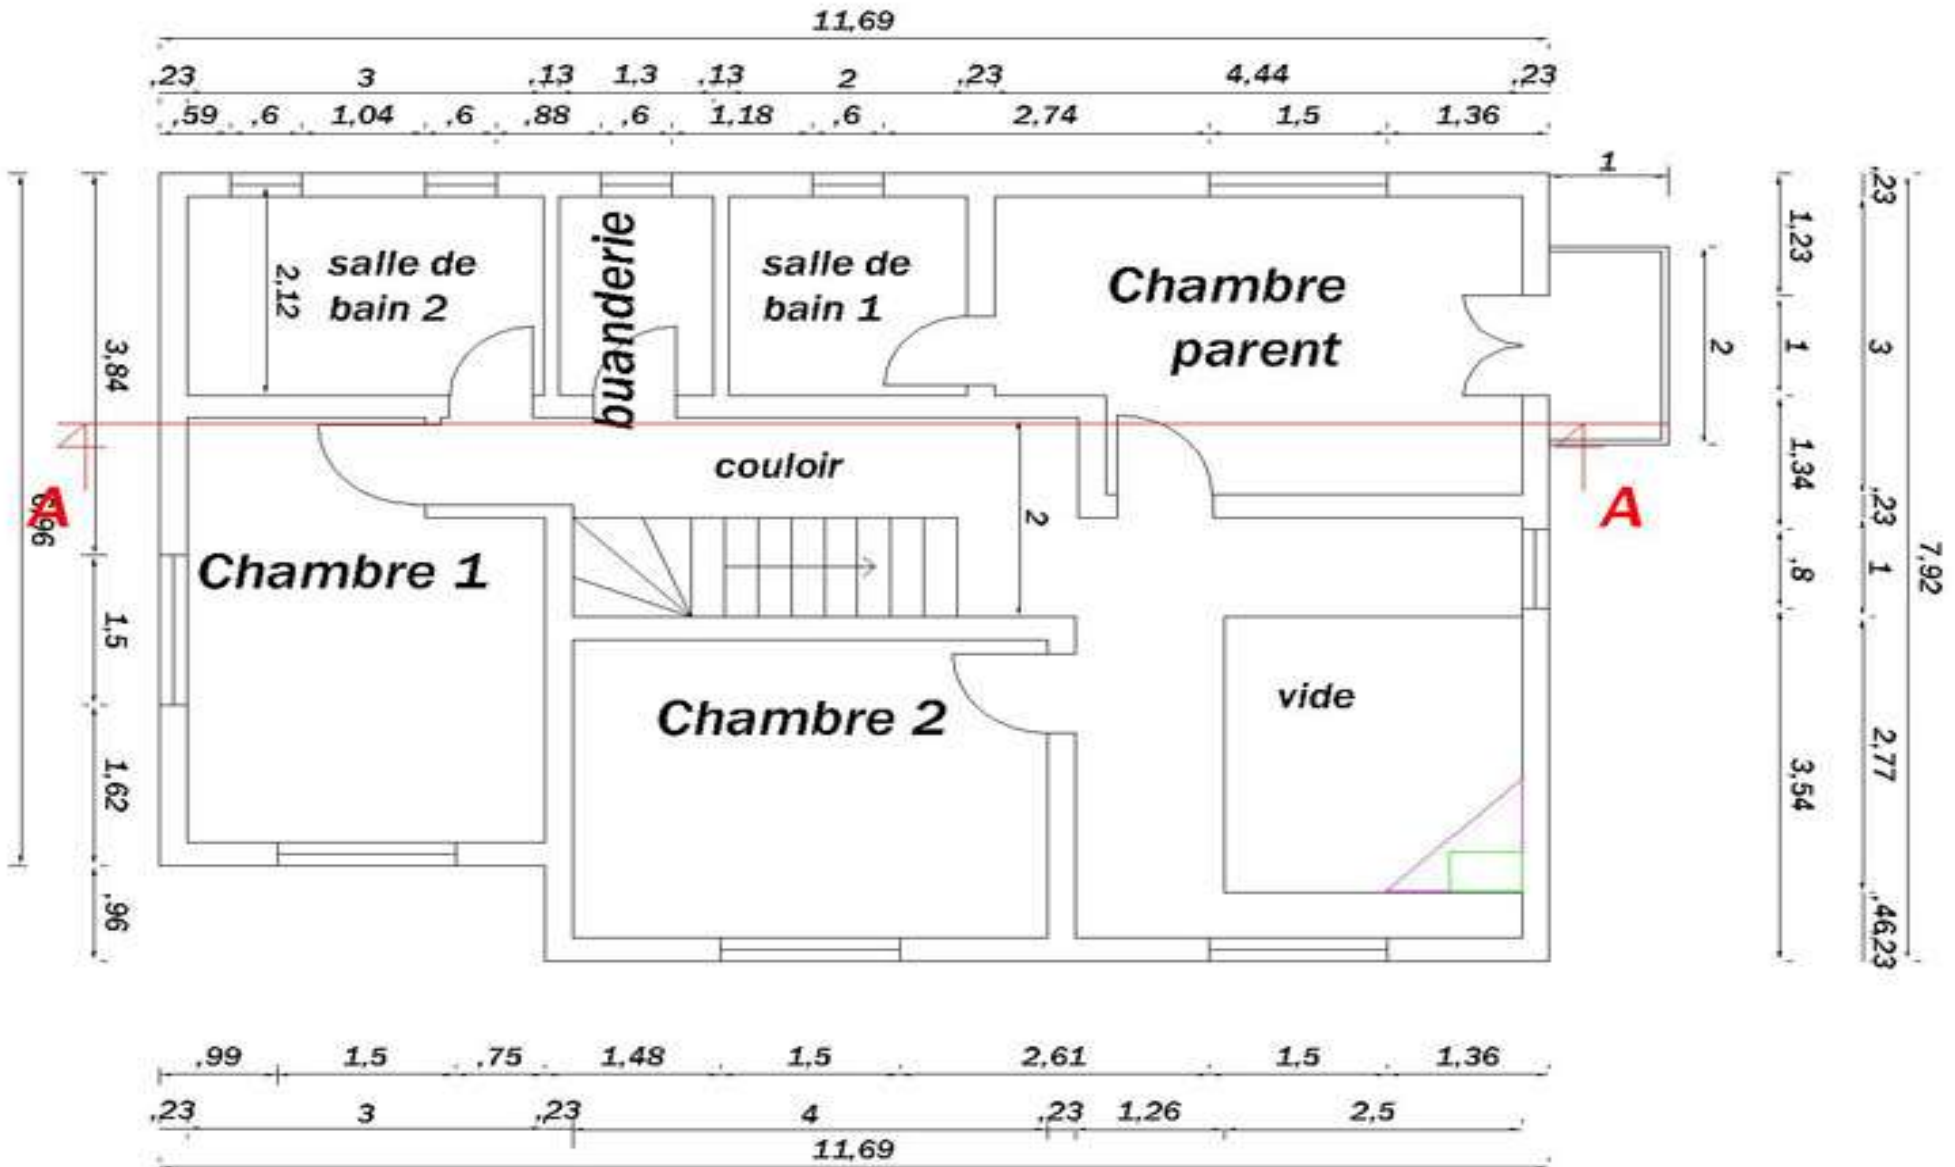 11,69
,23 3 ,13 1,3 ,13 2 ,23 4,44 ,23
,59 ,6 1,04 ,6 ,88 ,6 1,18 ,6 2,74 1,5 1,36
1
salle de
bain 2
2,12
buanderie
salle de
bain 1
Chambre
parent
couloir
2
A
A
Chambre 1
Chambre 2
vide
3,84
1,5
1,62
,96
2
1,23
1
1,34
,8
3,54
,23
3
,23
1
2,77
,46
,23
7,92
,99 1,5 ,75 1,48 1,5 2,61 1,5 1,36
,23 3 ,23 4 ,23 1,26 2,5
11,69